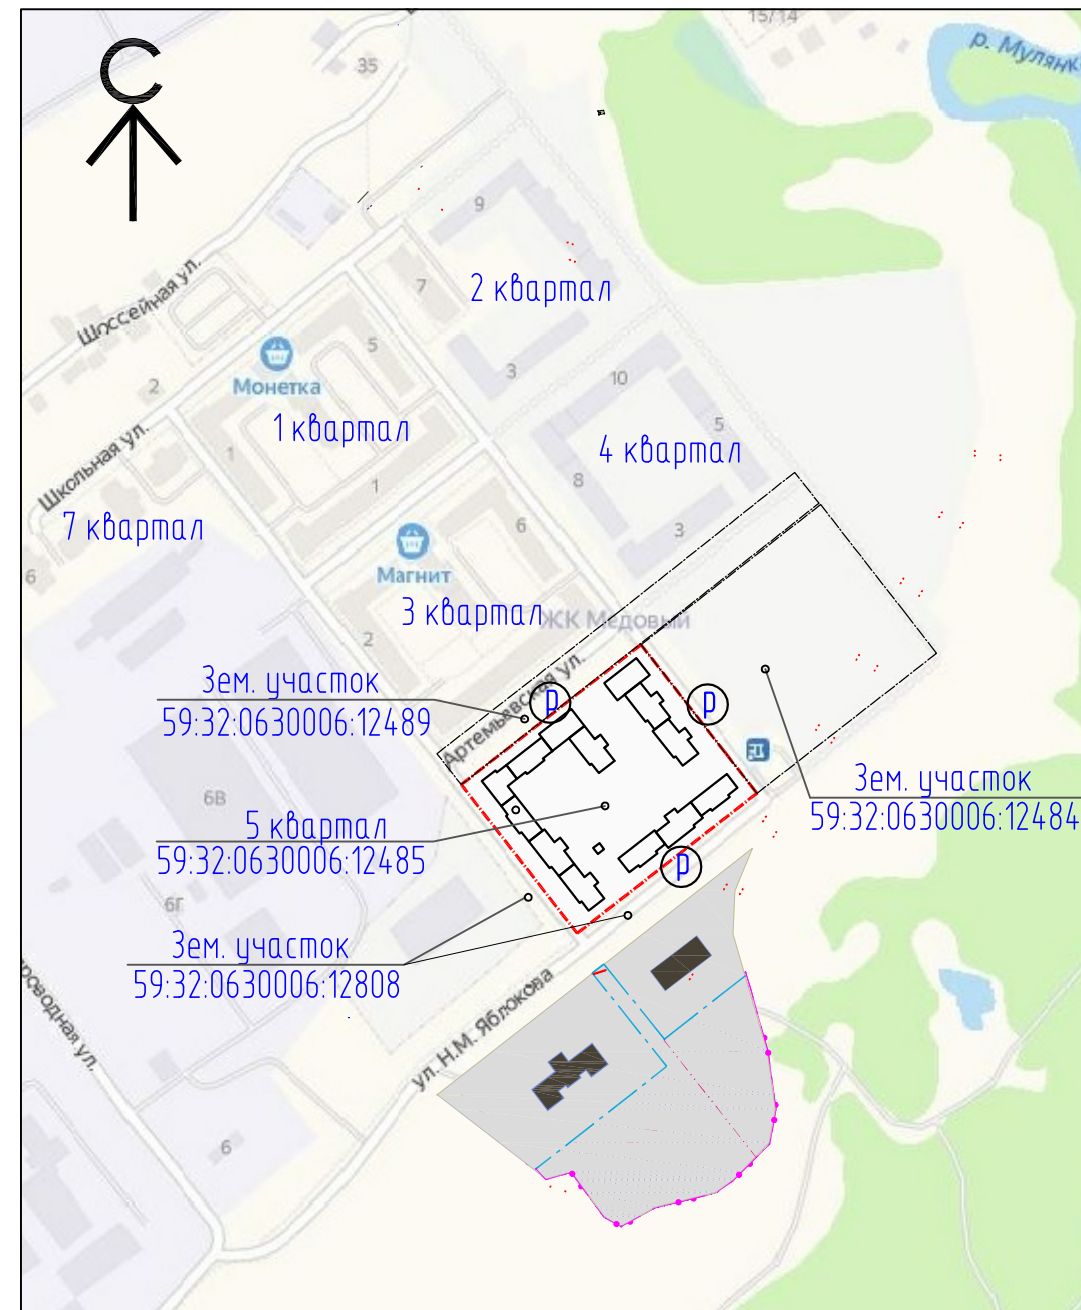 С
15/14
р. Мулянк
35
9
Шоссейная ул.
7
2 квартал
5
Монетка
2
3
10
1 квартал
5
4 квартал
1
Школьная ул.
8
1
7 квартал
6
3
Магнит
6
3 квартал
ЖК Медовый
2
Артемьевская ул.
Зем. участок
59:32:0630006:12489
р
р
6В
Зем. участок
59:32:0630006:12484
5 квартал
59:32:0630006:12485
р
6Г
Зем. участок
59:32:0630006:12808
роводная ул.
ул. Н.М. Яблокова
6